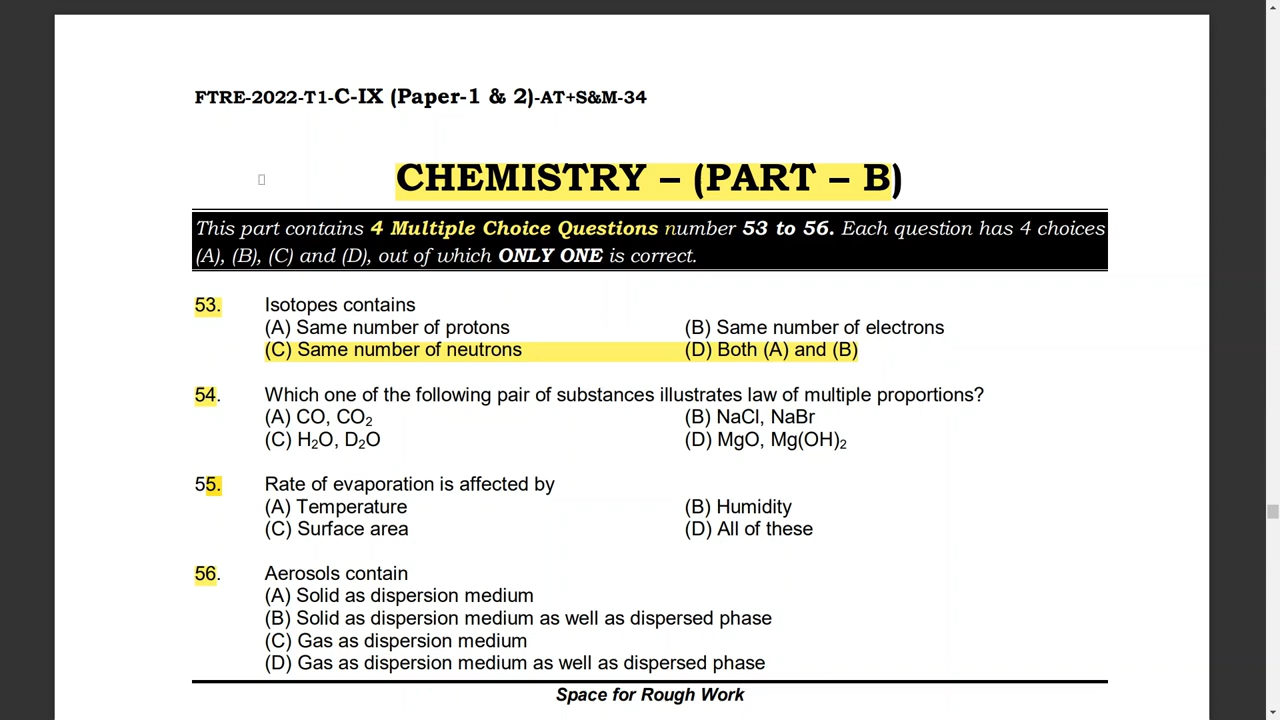 FTRE-2022-T1-C-IX (Paper-1 & 2)-AT+S&M-34
CHEMISTRY – (PART – B)
This part contains 4 Multiple Choice Questions number 53 to 56. Each question has 4 choices
(A), (B), (C) and (D), out of which ONLY ONE is correct.
53. Isotopes contains
(A) Same number of protons (B) Same number of electrons
(C) Same number of neutrons (D) Both (A) and (B)
54. Which one of the following pair of substances illustrates law of multiple proportions?
(A) CO, CO₂ (B) NaCl, NaBr
(C) H₂O, D₂O (D) MgO, Mg(OH)₂
55. Rate of evaporation is affected by
(A) Temperature (B) Humidity
(C) Surface area (D) All of these
56. Aerosols contain
(A) Solid as dispersion medium
(B) Solid as dispersion medium as well as dispersed phase
(C) Gas as dispersion medium
(D) Gas as dispersion medium as well as dispersed phase
Space for Rough Work